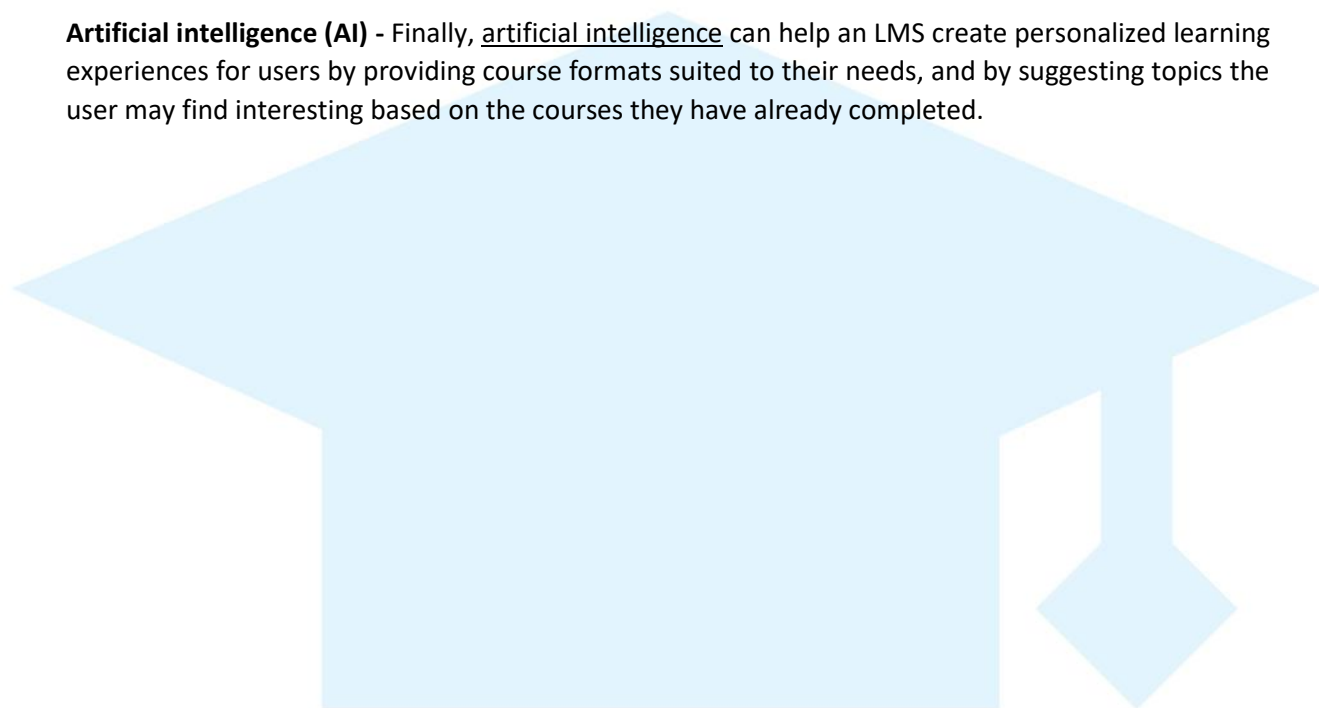 Artificial intelligence (AI) - Finally, artificial intelligence can help an LMS create personalized learning
experiences for users by providing course formats suited to their needs, and by suggesting topics the
user may find interesting based on the courses they have already completed.